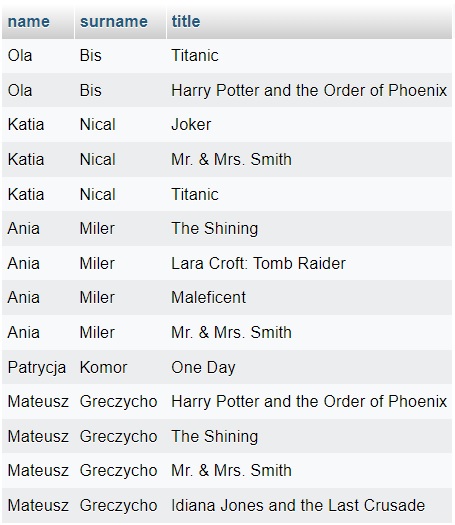 name surname title
Ola Bis Titanic
Ola Bis Harry Potter and the Order of Phoenix
Katia Nical Joker
Katia Nical Mr. & Mrs. Smith
Katia Nical Titanic
Ania Miler The Shining
Ania Miler Lara Croft: Tomb Raider
Ania Miler Maleficent
Ania Miler Mr. & Mrs. Smith
Patrycja Komor One Day
Mateusz Greczycho Harry Potter and the Order of Phoenix
Mateusz Greczycho The Shining
Mateusz Greczycho Mr. & Mrs. Smith
Mateusz Greczycho Idiana Jones and the Last Crusade